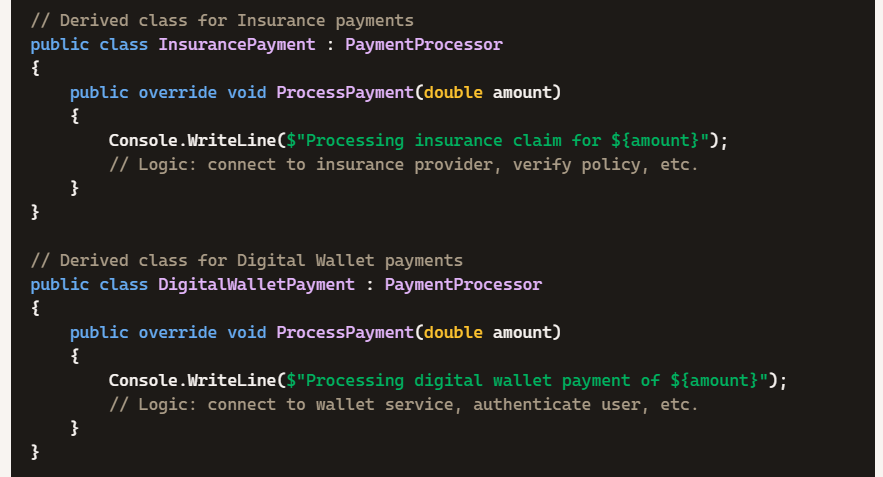 // Derived class for Insurance payments
public class InsurancePayment : PaymentProcessor
{
    public override void ProcessPayment(double amount)
    {
        Console.WriteLine($"Processing insurance claim for ${amount}");
        // Logic: connect to insurance provider, verify policy, etc.
    }
}

// Derived class for Digital Wallet payments
public class DigitalWalletPayment : PaymentProcessor
{
    public override void ProcessPayment(double amount)
    {
        Console.WriteLine($"Processing digital wallet payment of ${amount}");
        // Logic: connect to wallet service, authenticate user, etc.
    }
}